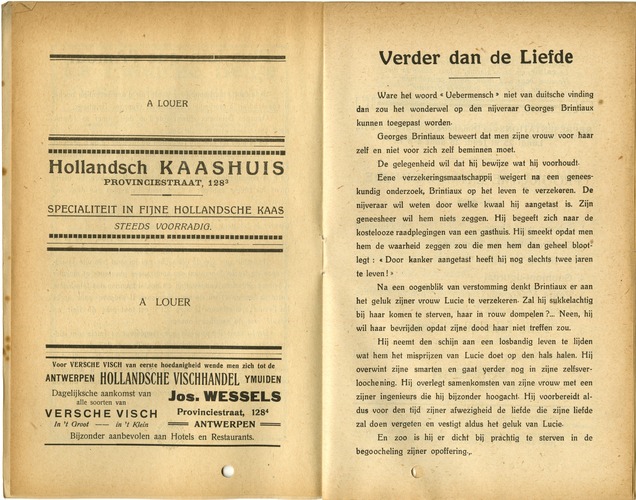 A LOUER
Hollandsch KAASHUIS
PROVINCIESTRAAT, 128³
SPECIALITEIT IN FIJNE HOLLANDSCHE KAAS
STEEDS VOORRADIG.
A LOUER
Voor VERSCHE VISCH van eerste hoedanigheid wende men zich tot de
ANTWERPEN HOLLANDSCHE VISCHHANDEL YMUIDEN
Dagelijksche aankomst van
alle soorten van
VERSCHE VISCH
In 't Groot — in 't Klein
Jos. WESSELS
Provinciestraat, 128⁴
ANTWERPEN
Bijzonder aanbevolen aan Hotels en Restaurants.
Verder dan de Liefde
Ware het woord « Uebermensch » niet van duitsche vinding
dan zou het wonderwel op den nijveraar Georges Brintiaux
kunnen toegepast worden.
Georges Brintiaux beweert dat men zijne vrouw voor haar
zelf en niet voor zich zelf beminnen moet.
De gelegenheid wil dat hij bewijze wat hij voorhoudt.
Eene verzekeringsmaatschappij weigert na een genees-
kundig onderzoek, Brintiaux op het leven te verzekeren. De
nijveraar wil weten door welke kwaal hij aangetast is. Zijn
geneesheer wil hem niets zeggen. Hij begeeft zich naar de
kostelooze raadplegingen van een gasthuis. Hij smeekt opdat men
hem de waarheid zeggen zou die men hem dan geheel bloot-
legt : « Door kanker aangetast heeft hij nog slechts twee jaren
te leven ! »
Na een oogenblik van verstomming denkt Brintiaux er aan
het geluk zijner vrouw Lucie te verzekeren. Zal hij sukkelachtig
bij haar komen te sterven, haar in rouw dompelen ?... Neen, hij
wil haar bevrijden opdat zijne dood haar niet treffen zou.
Hij neemt den schijn aan een losbandig leven te lijden
wat hem het misprijzen van Lucie doet op den hals halen. Hij
overwint zijne smarten en gaat verder nog in zijne zelfsver-
loochening. Hij overlegt samenkomsten van zijne vrouw met een
zijner ingenieurs die hij bijzonder hoogacht. Hij voorbereidt al-
dus voor den tijd zijner afwezigheid de liefde die zijne liefde
zal doen vergeten en vestigt aldus het geluk van Lucie.
En zoo is hij er dicht bij prachtig te sterven in de
begoocheling zijner opoffering.